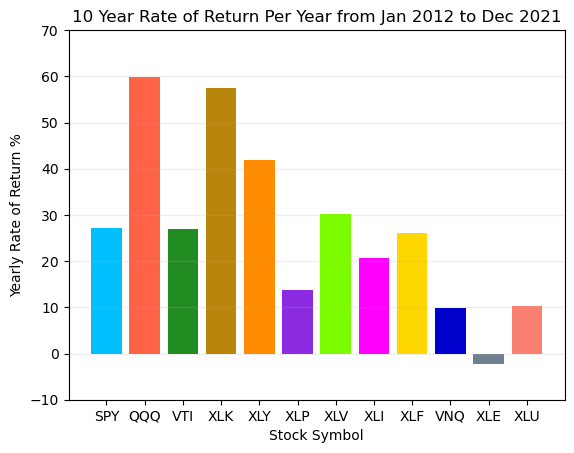 10 Year Rate of Return Per Year from Jan 2012 to Dec 2021
70
60
50
40
30
20
10
0
−10
Yearly Rate of Return %
SPY QQQ VTI XLK XLY XLP XLV XLI XLF VNQ XLE XLU
Stock Symbol